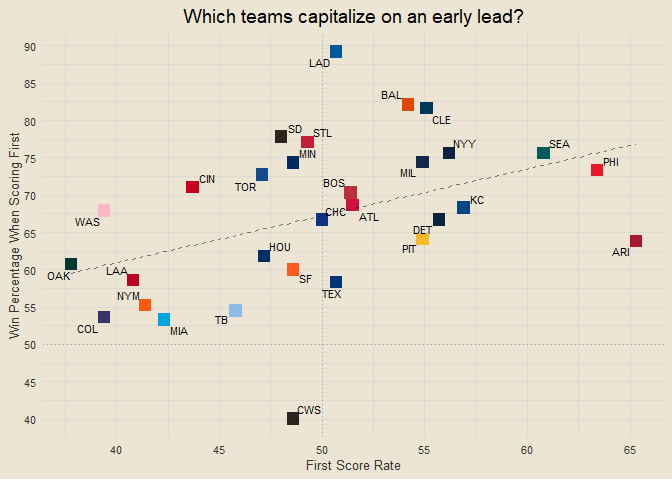 Which teams capitalize on an early lead?
90
LAD
85
BAL
CLE
80
SD
STL
NYY
SEA
75
MIN
MIL
PHI
TOR
CIN
BOS
70
WAS
CHC
ATL
KC
65
DET
PIT
ARI
HOU
60
OAK
LAA
SF
TEX
55
NYM
COL
MIA
TB
50
45
40
CWS
Win Percentage When Scoring First
40
45
50
55
60
65
First Score Rate